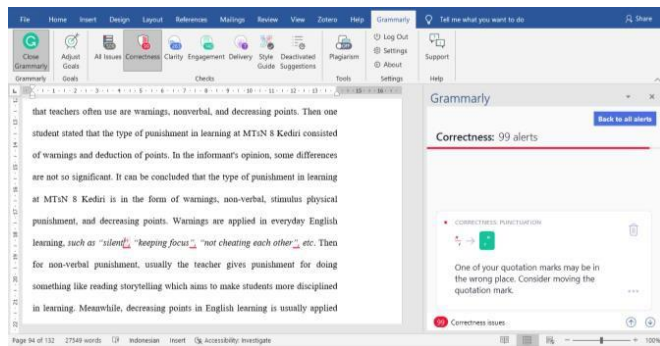 File Home Insert Design Layout References Mailings Review View Zotero Help Grammarly Tell me what you want to do Share
Close Grammarly
Adjust Goals
All Issues Correctness Clarity Engagement Delivery Style Guide Deactivated Suggestions
Plagiarism
Log Out
Settings
About
Support
Grammarly Goals Checks Tools Settings Help
that teachers often use are warnings, nonverbal, and decreasing points. Then one
student stated that the type of punishment in learning at MTsN 8 Kediri consisted
of warnings and deduction of points. In the informant's opinion, some differences
are not so significant. It can be concluded that the type of punishment in learning
at MTsN 8 Kediri is in the form of warnings, non-verbal, stimulus physical
punishment, and decreasing points. Warnings are applied in everyday English
learning, such as "silent", "keeping focus", "not cheating each other", etc. Then
for non-verbal punishment, usually the teacher gives punishment for doing
something like reading storytelling which aims to make students more disciplined
in learning. Meanwhile, decreasing points in English learning is usually applied
Grammarly
Back to all alerts
Correctness: 99 alerts
CORRECTNESS: PUNCTUATION
One of your quotation marks may be in
the wrong place. Consider moving the
quotation mark.
99 Correctness issues
Page 94 of 132 27549 words Indonesian Insert Accessibility: Investigate 100%